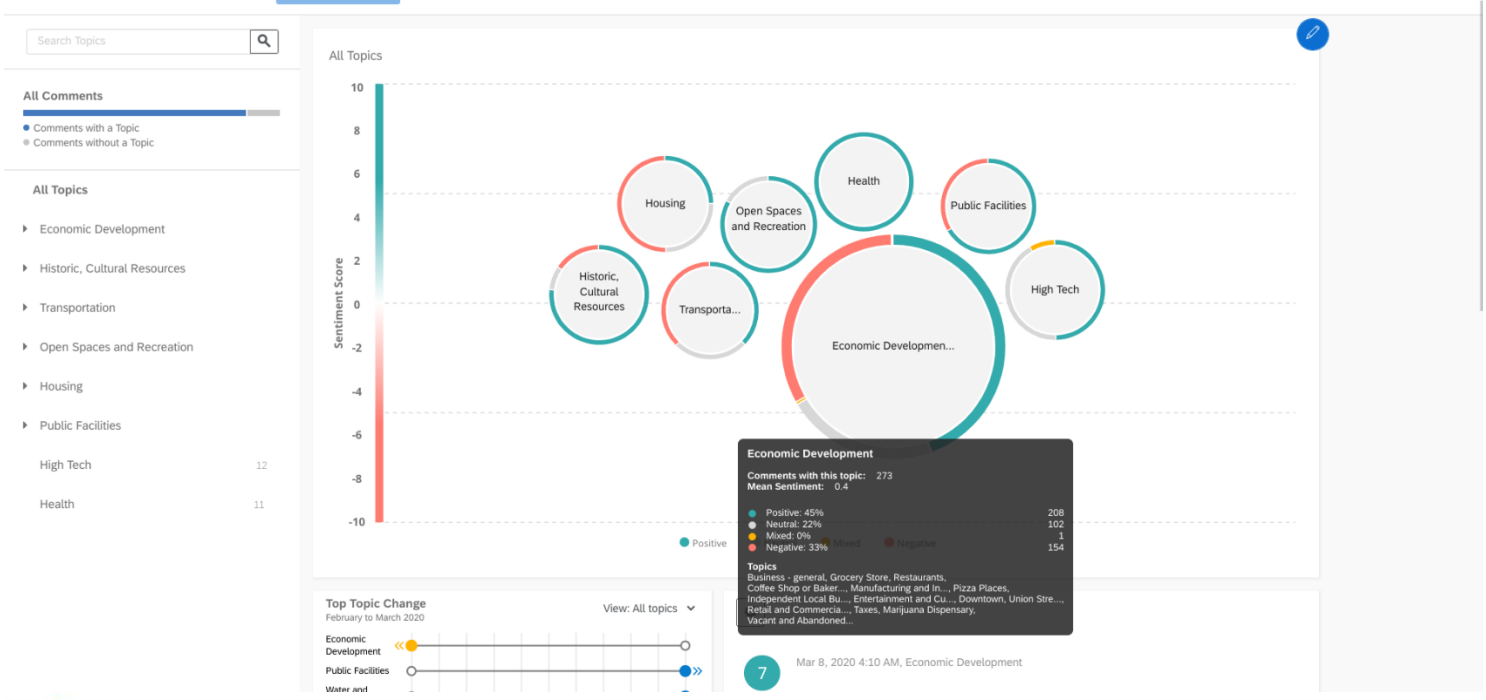 Search Topics
All Comments
Comments with a Topic
Comments without a Topic
All Topics
Economic Development
Historic, Cultural Resources
Transportation
Open Spaces and Recreation
Housing
Public Facilities
High Tech 12
Health 11
All Topics
10
8
6
4
2
0
-2
-4
-6
-8
-10
Sentiment Score
Housing
Open Spaces
and Recreation
Health
Public Facilities
Historic,
Cultural
Resources
Transporta...
Economic Developmen...
High Tech
Positive
Mixed
Negative
Economic Development
Comments with this topic: 273
Mean Sentiment: 0.4
Positive: 45% 208
Neutral: 22% 102
Mixed: 0% 1
Negative: 33% 154
Topics
Business - general, Grocery Store, Restaurants,
Coffee Shop or Baker..., Manufacturing and In..., Pizza Places,
Independent Local Bu..., Entertainment and Cu..., Downtown, Union Stre...,
Retail and Commercia..., Taxes, Marijuana Dispensary,
Vacant and Abandoned...
Top Topic Change
February to March 2020
View: All topics
Economic
Development
Public Facilities
Water and
7
Mar 8, 2020 4:10 AM, Economic Development